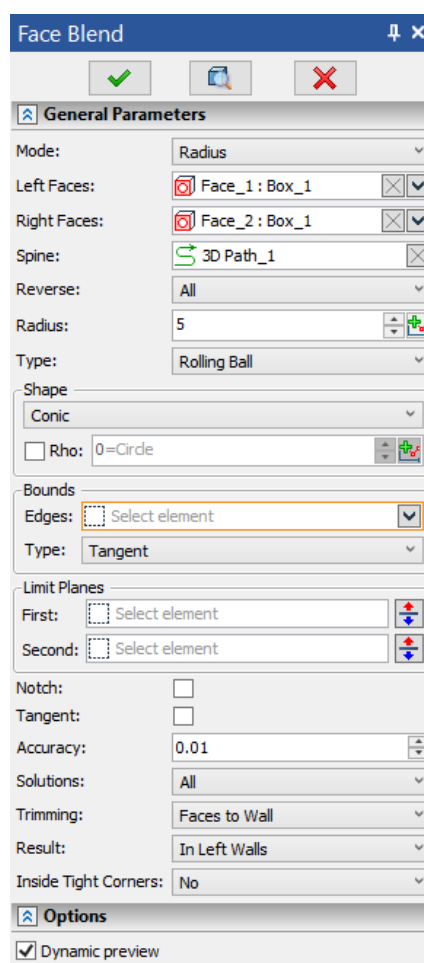 Face Blend
General Parameters
Mode: Radius
Left Faces: Face_1 : Box_1
Right Faces: Face_2 : Box_1
Spine: 3D Path_1
Reverse: All
Radius: 5
Type: Rolling Ball
Shape
Conic
Rho: 0=Circle
Bounds
Edges: Select element
Type: Tangent
Limit Planes
First: Select element
Second: Select element
Notch:
Tangent:
Accuracy: 0.01
Solutions: All
Trimming: Faces to Wall
Result: In Left Walls
Inside Tight Corners: No
Options
Dynamic preview